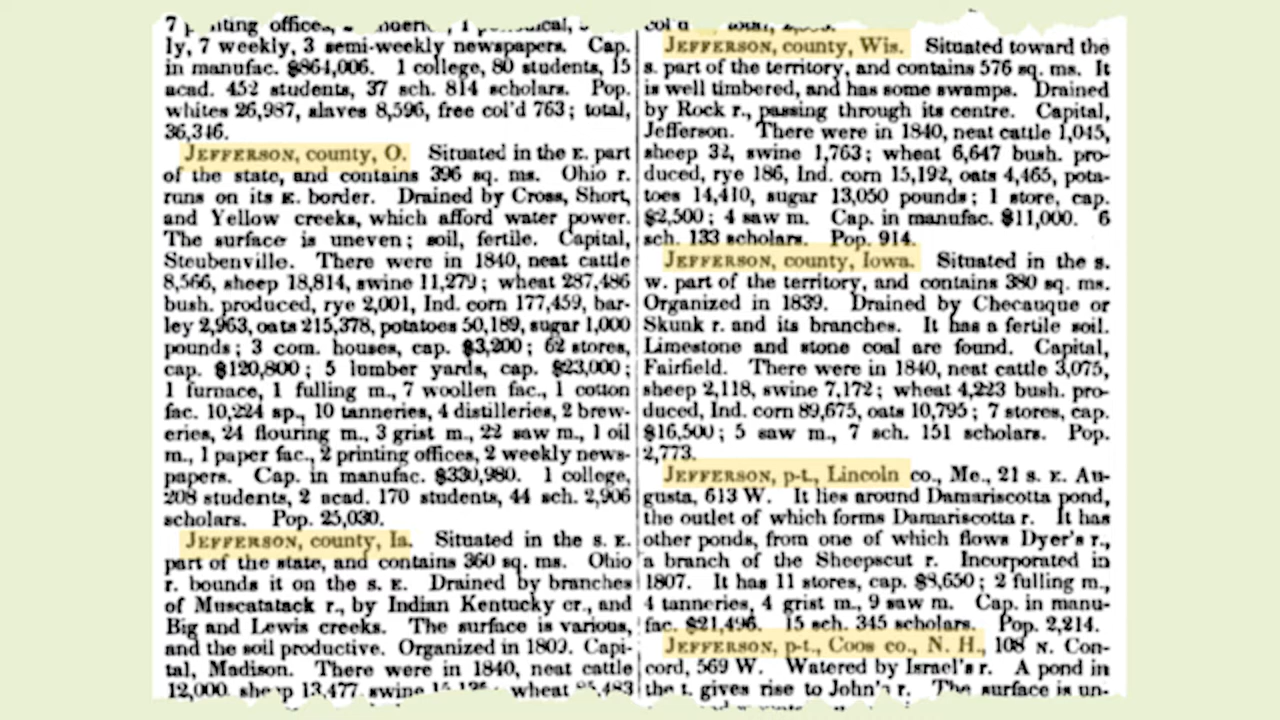 ly, 7 weekly, 3 semi-weekly newspapers. Cap.
in manufac. $864,006. 1 college, 80 students, 15
acad. 452 students, 37 sch. 814 scholars. Pop.
whites 26,987, slaves 8,596, free col'd 763; total,
36,346.
JEFFERSON, county, O. Situated in the E. part
of the state, and contains 396 sq. ms. Ohio r.
runs on its E. border. Drained by Cross, Short,
and Yellow creeks, which afford water power.
The surface is uneven; soil, fertile. Capital,
Steubenville. There were in 1840, neat cattle
8,566, sheep 18,814, swine 11,279; wheat 287,486
bush. produced, rye 2,001, Ind. corn 177,459, bar-
ley 2,963, oats 215,378, potatoes 50,189, sugar 1,000
pounds; 3 com. houses, cap. $3,200; 62 stores,
cap. $120,800; 5 lumber yards, cap. $23,000;
1 furnace, 1 fulling m., 7 woollen fac., 1 cotton
fac. 10,224 sp., 10 tanneries, 4 distilleries, 2 brew-
eries, 24 flouring m., 3 grist m., 22 saw m., 1 oil
m., 1 paper fac., 2 printing offices, 2 weekly news-
papers. Cap. in manufac. $330,980. 1 college,
208 students, 2 acad. 170 students, 44 sch. 2,906
scholars. Pop. 25,030.
JEFFERSON, county, Ia. Situated in the S. E.
part of the state, and contains 360 sq. ms. Ohio
r. bounds it on the S. E. Drained by branches
of Muscatatack r., by Indian Kentucky cr., and
Big and Lewis creeks. The surface is various,
and the soil productive. Organized in 1809. Capi-
tal, Madison. There were in 1840, neat cattle
12,000, sheep 13,477, swine wheat
JEFFERSON, county, Wis. Situated toward the
s. part of the territory, and contains 576 sq. ms. It
is well timbered, and has some swamps. Drained
by Rock r., passing through its centre. Capital,
Jefferson. There were in 1840, neat cattle 1,045,
sheep 32, swine 1,763; wheat 6,647 bush. pro-
duced, rye 186, Ind. corn 15,192, oats 4,465, pota-
toes 14,410, sugar 13,050 pounds; 1 store, cap.
$2,500; 4 saw m. Cap. in manufac. $11,000. 6
sch. 133 scholars. Pop. 914.
JEFFERSON, county, Iowa. Situated in the s.
w. part of the territory, and contains 380 sq. ms.
Organized in 1839. Drained by Checauque or
Skunk r. and its branches. It has a fertile soil.
Limestone and stone coal are found. Capital,
Fairfield. There were in 1840, neat cattle 3,075,
sheep 2,118, swine 7,172; wheat 4,223 bush. pro-
duced, Ind. corn 89,675, oats 10,795; 7 stores, cap.
$16,500; 5 saw m., 7 sch. 151 scholars. Pop.
2,773.
JEFFERSON, p-t., Lincoln co., Me., 21 s. E. Au-
gusta, 613 W. It lies around Damariscotta pond,
the outlet of which forms Damariscotta r. It has
other ponds, from one of which flows Dyer's r.,
a branch of the Sheepscut r. Incorporated in
1807. It has 11 stores, cap. $8,650; 2 fulling m.,
4 tanneries, 4 grist m., 9 saw m. Cap. in manu-
fac. $21,496. 15 sch. 345 scholars. Pop. 2,214.
JEFFERSON, p-t., Coos co., N. H., 108 N. Con-
cord, 569 W. Watered by Israel's r. A pond in
the t. gives rise to John's r. The surface is un-